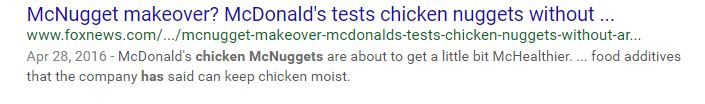 McNugget makeover? McDonald's tests chicken nuggets without ...
www.foxnews.com/.../mcnugget-makeover-mcdonalds-tests-chicken-nuggets-without-ar...
Apr 28, 2016 - McDonald's chicken McNuggets are about to get a little bit McHealthier. ... food additives
that the company has said can keep chicken moist.